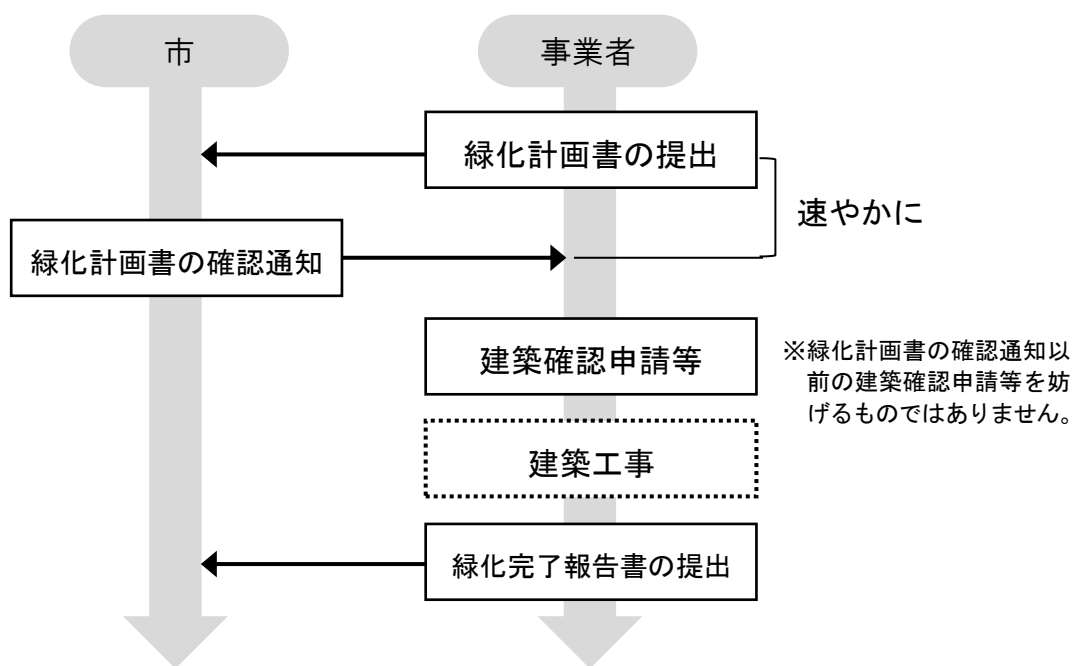 市
事業者
緑化計画書の提出
速やかに
緑化計画書の確認通知
建築確認申請等
※緑化計画書の確認通知以
前の建築確認申請等を妨
げるものではありません。
建築工事
緑化完了報告書の提出